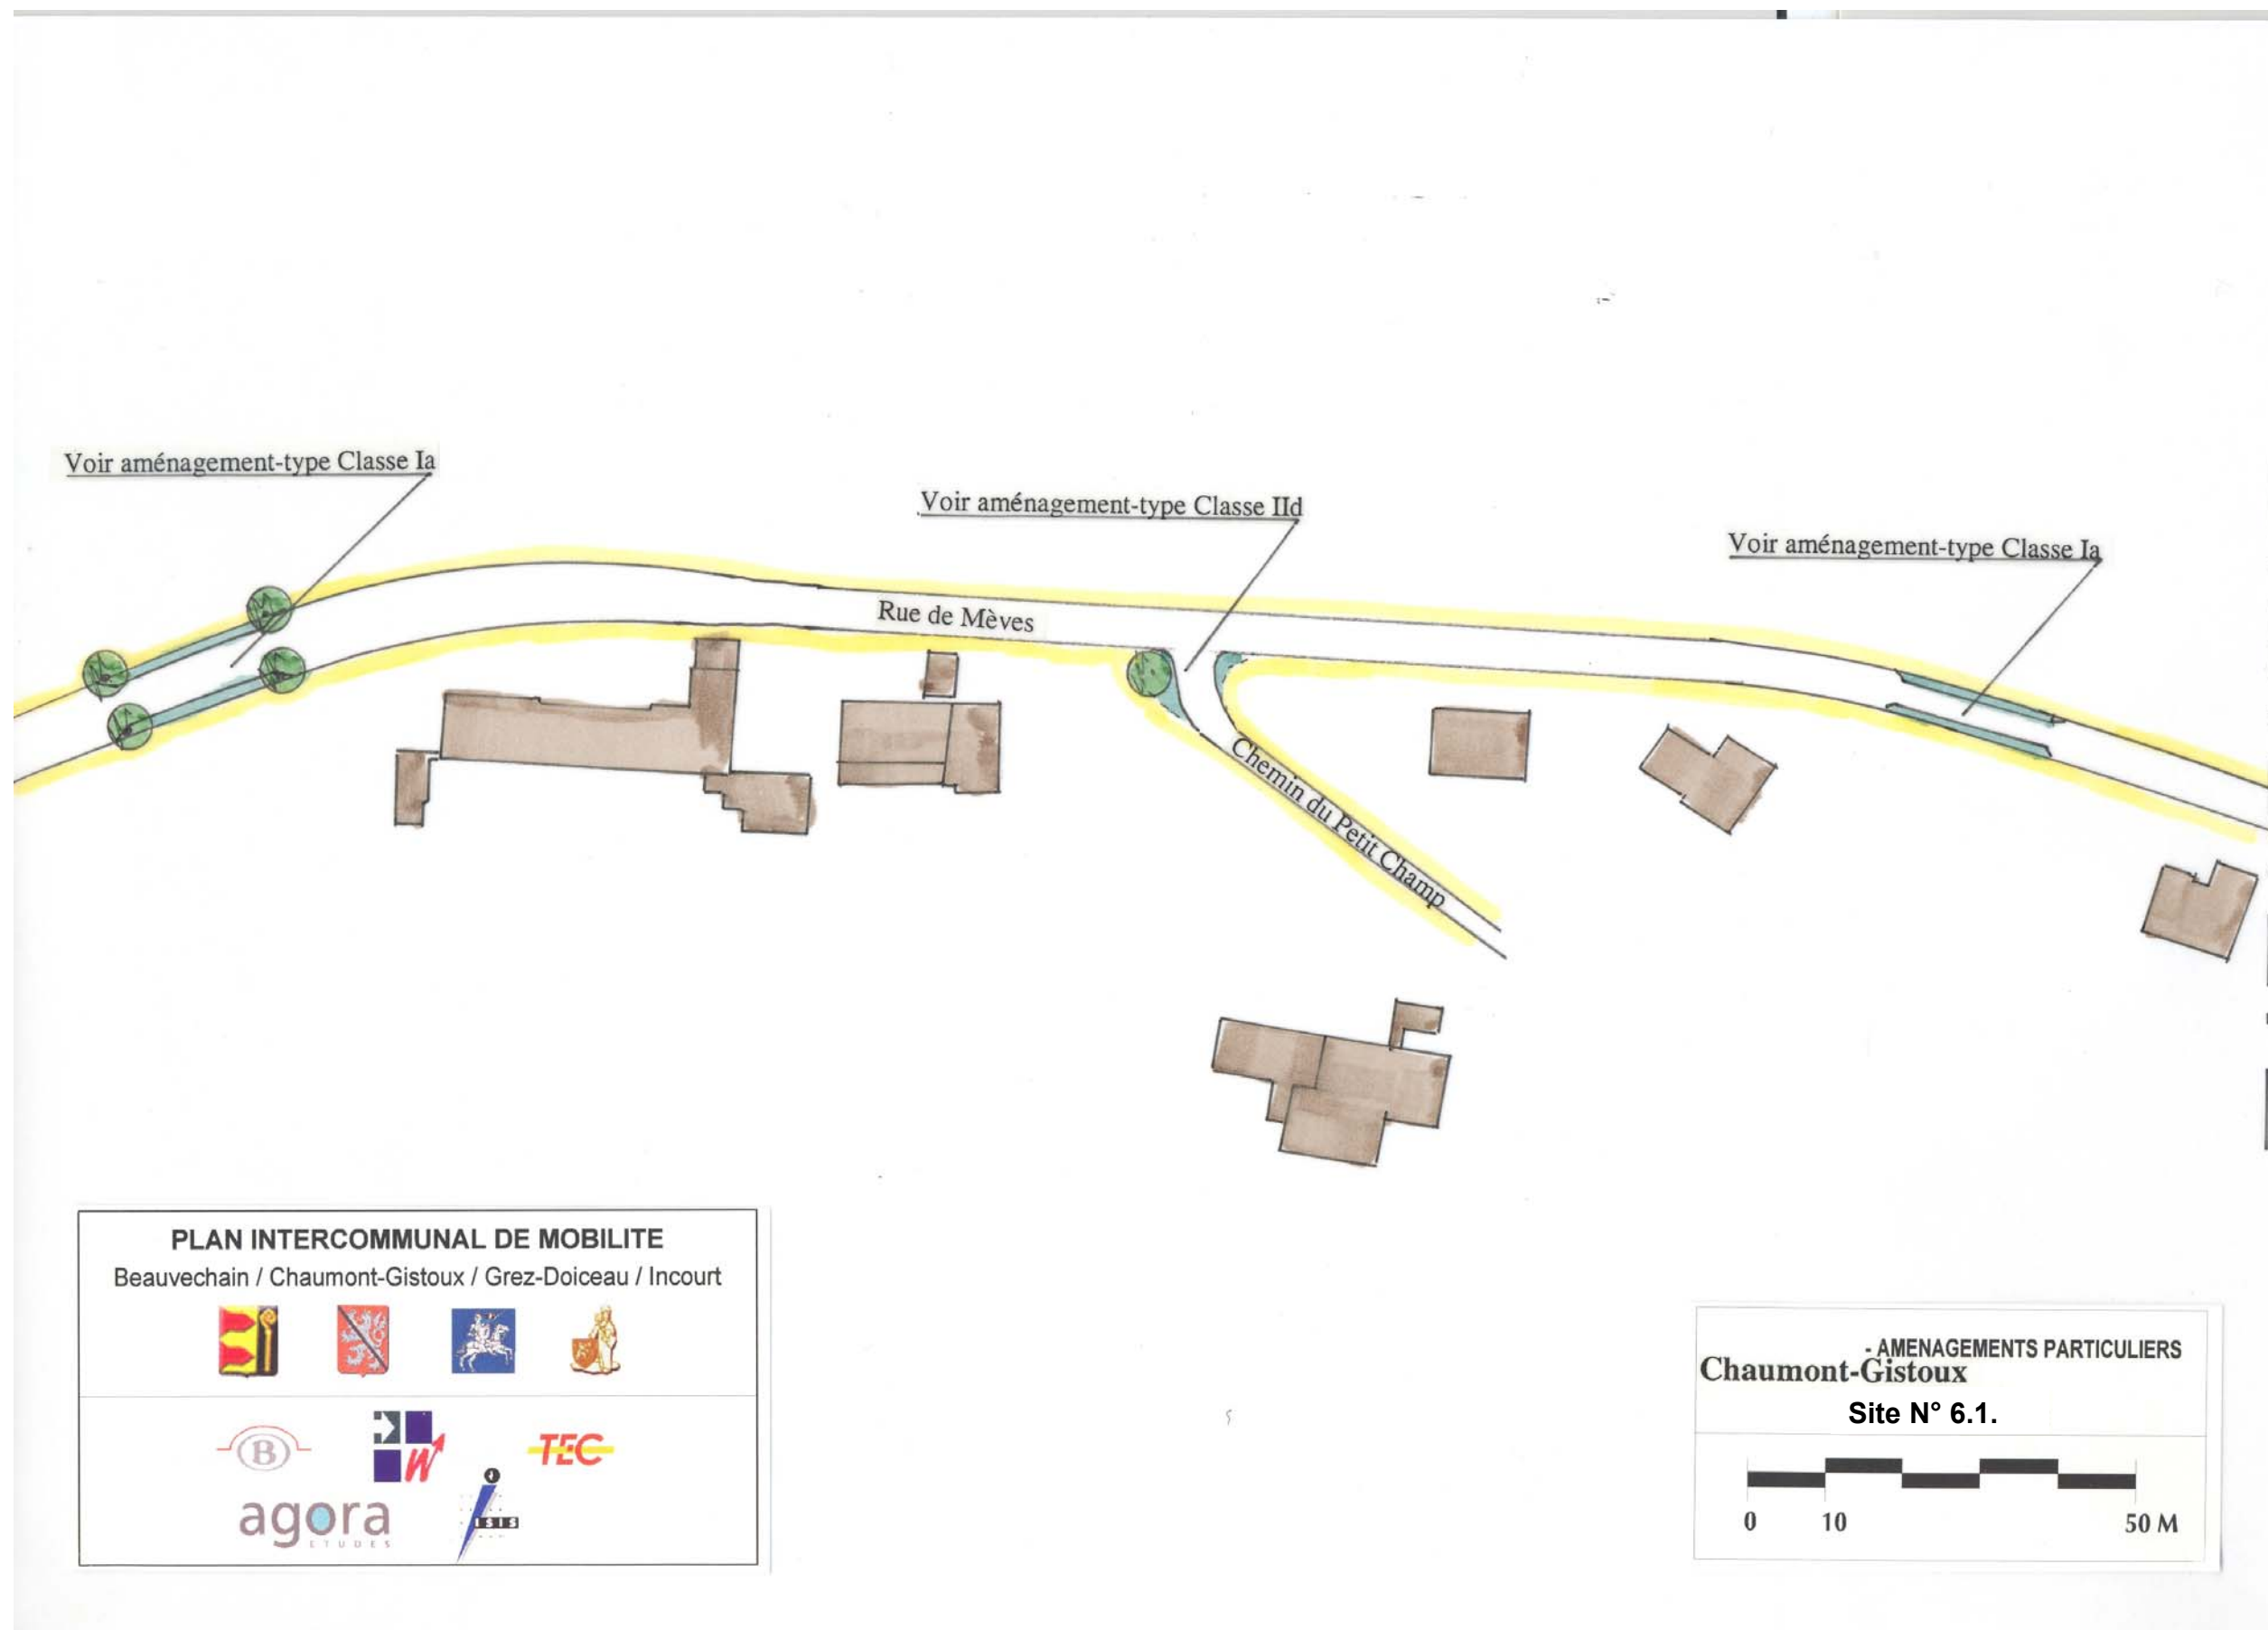 Voir aménagement-type Classe Ia
Voir aménagement-type Classe IId
Voir aménagement-type Classe Ia
Rue de Mèves
Chemin du Petit Champ
PLAN INTERCOMMUNAL DE MOBILITE
Beauvechain / Chaumont-Gistoux / Grez-Doiceau / Incourt
B
W
TEC
agora
ETUDES
ISIS
- AMENAGEMENTS PARTICULIERS
Chaumont-Gistoux
Site N° 6.1.
0 10 50 M